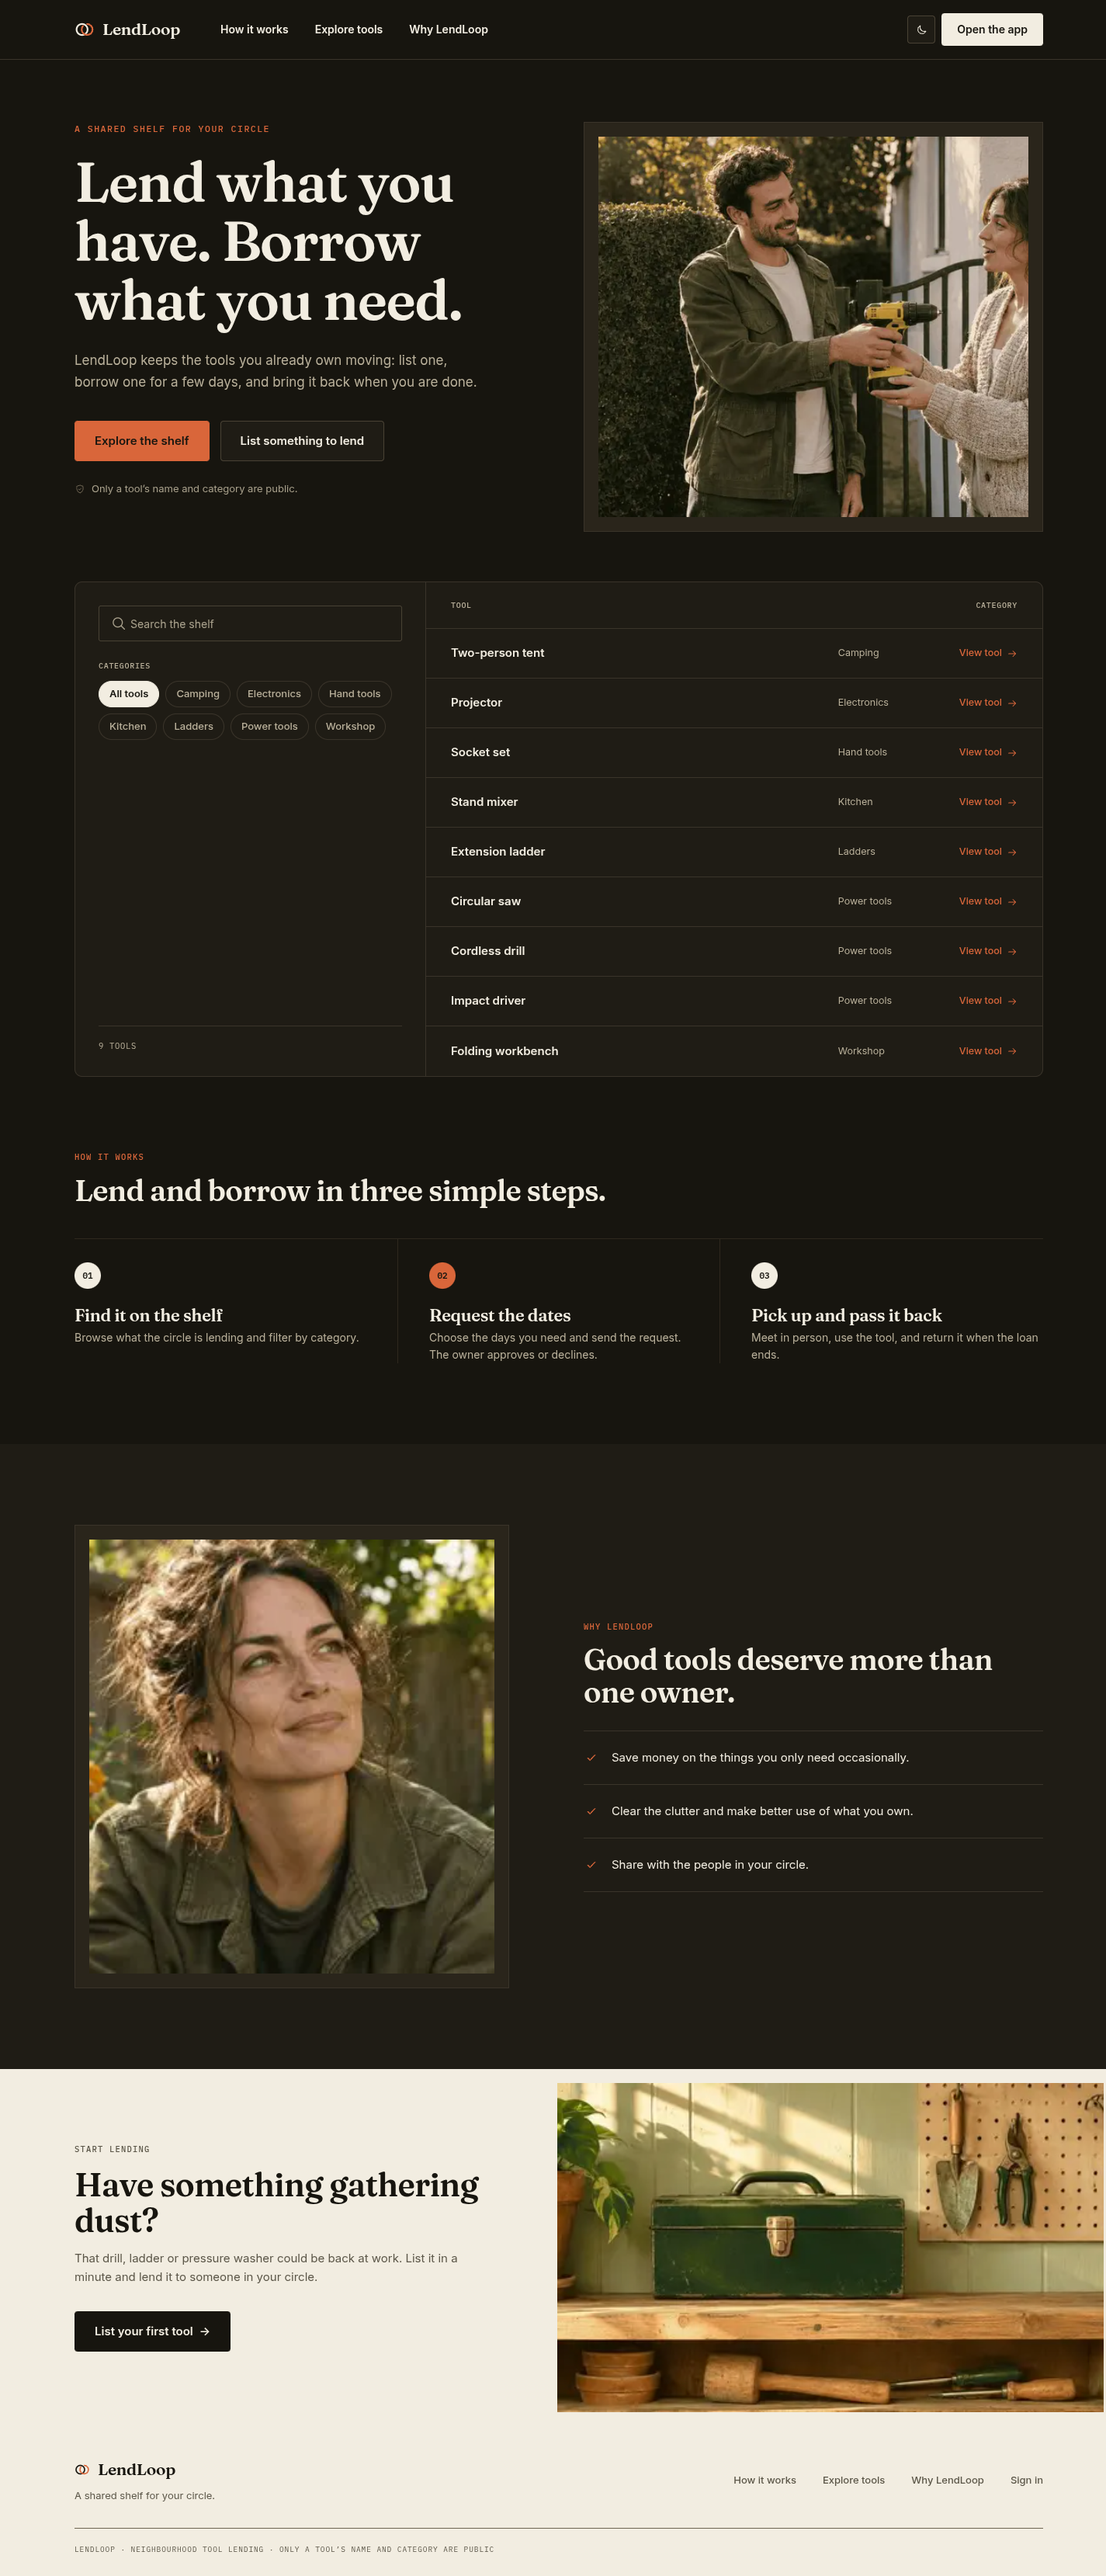 LendLoop
How it works
Explore tools
Why LendLoop
Open the app
A SHARED SHELF FOR YOUR CIRCLE
Lend what you
have. Borrow
what you need.
LendLoop keeps the tools you already own moving: list one,
borrow one for a few days, and bring it back when you are done.
Explore the shelf
List something to lend
Only a tool’s name and category are public.
Search the shelf
CATEGORIES
All tools
Camping
Electronics
Hand tools
Kitchen
Ladders
Power tools
Workshop
9 TOOLS
TOOL CATEGORY
Two-person tent Camping View tool →
Projector Electronics View tool →
Socket set Hand tools View tool →
Stand mixer Kitchen View tool →
Extension ladder Ladders View tool →
Circular saw Power tools View tool →
Cordless drill Power tools View tool →
Impact driver Power tools View tool →
Folding workbench Workshop View tool →
HOW IT WORKS
Lend and borrow in three simple steps.
01
Find it on the shelf
Browse what the circle is lending and filter by category.
02
Request the dates
Choose the days you need and send the request.
The owner approves or declines.
03
Pick up and pass it back
Meet in person, use the tool, and return it when the loan
ends.
WHY LENDLOOP
Good tools deserve more than
one owner.
Save money on the things you only need occasionally.
Clear the clutter and make better use of what you own.
Share with the people in your circle.
START LENDING
Have something gathering
dust?
That drill, ladder or pressure washer could be back at work. List it in a
minute and lend it to someone in your circle.
List your first tool →
LendLoop
A shared shelf for your circle.
How it works
Explore tools
Why LendLoop
Sign in
LENDLOOP · NEIGHBOURHOOD TOOL LENDING · ONLY A TOOL’S NAME AND CATEGORY ARE PUBLIC